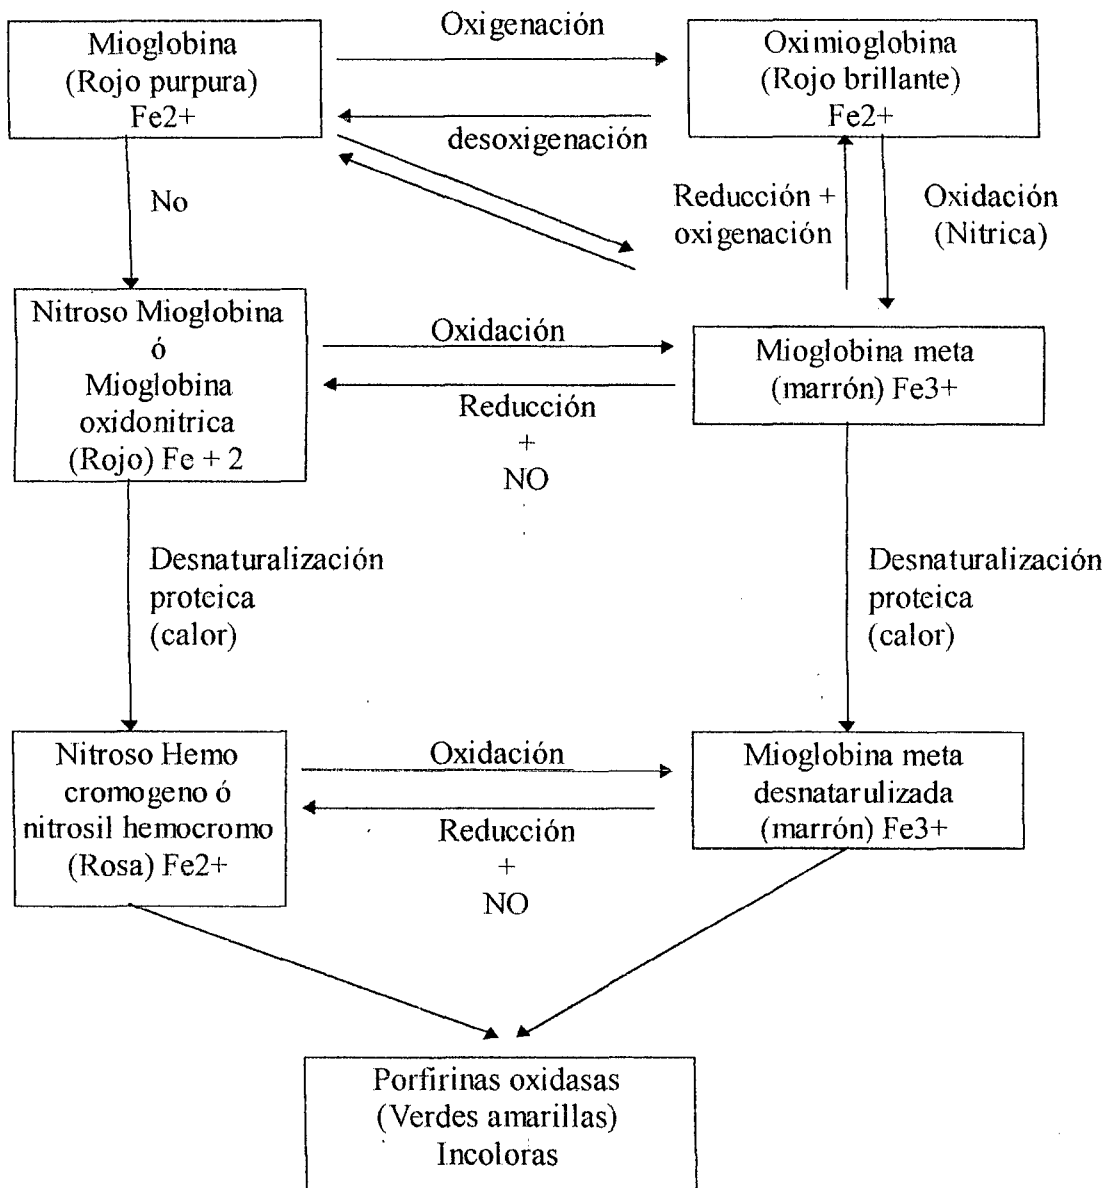 Mioglobina
(Rojo purpura)
Fe2+
Oxigenación
desoxigenación
Oximioglobina
(Rojo brillante)
Fe2+
No
Reducción +
oxigenación
Oxidación
(Nitrica)
Nitroso Mioglobina
ó
Mioglobina
oxidonitrica
(Rojo) Fe + 2
Oxidación
Reducción
+
NO
Mioglobina meta
(marrón) Fe3+
Desnaturalización
proteica
(calor)
Desnaturalización
proteica
(calor)
Nitroso Hemo
cromogeno ó
nitrosil hemocromo
(Rosa) Fe2+
Oxidación
Reducción
+
NO
Mioglobina meta
desnatarulizada
(marrón) Fe3+
Porfirinas oxidasas
(Verdes amarillas)
Incoloras